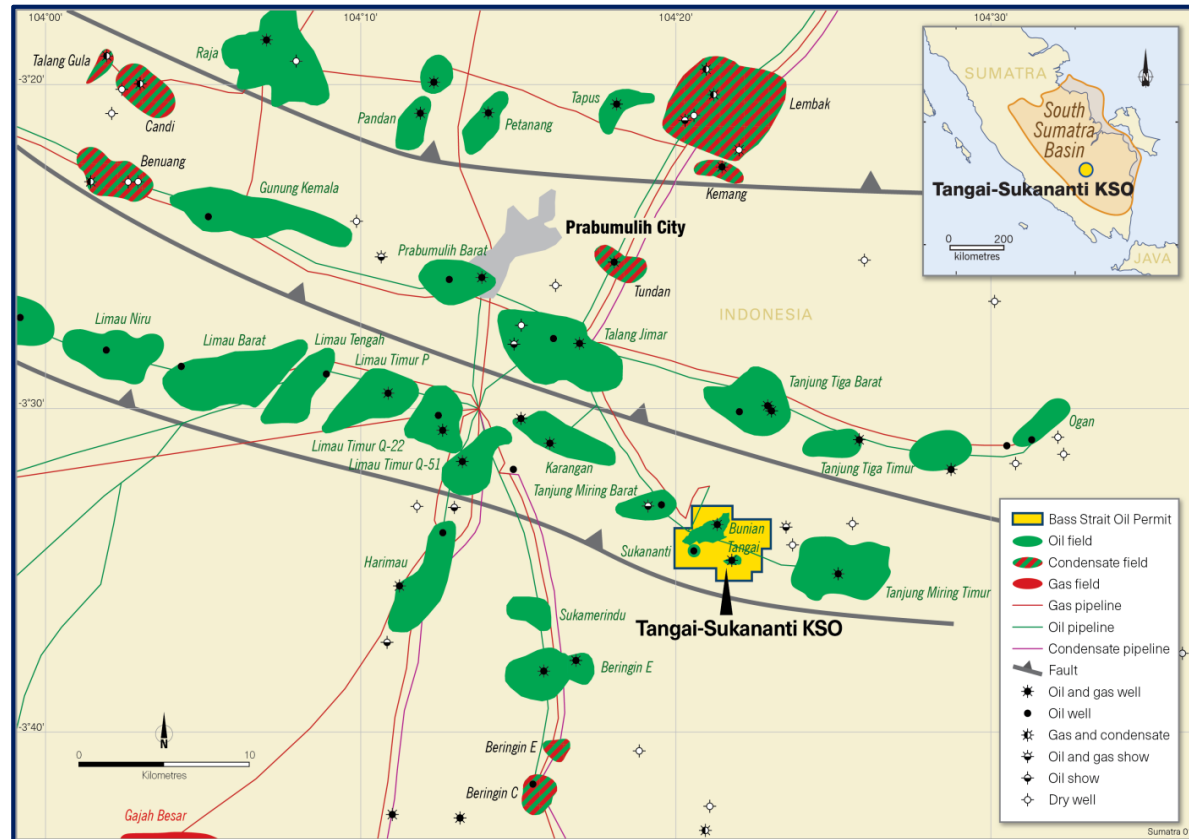 104°00'
104°10'
104°20'
104°30'
-3°20'
-3°30'
-3°40'
Talang Gula
Candi
Raja
Pandan
Petanang
Tapus
Lembak
Kemang
Benuang
Gunung Kemala
Prabumulih City
Prabumulih Barat
Tundan
INDONESIA
Talang Jimar
Limau Niru
Limau Barat
Limau Tengah
Limau Timur P
Tanjung Tiga Barat
Ogan
Limau Timur Q-22
Limau Timur Q-51
Karangan
Tanjung Tiga Timur
Tanjung Miring Barat
Bunian
Sukananti
Tangai
Harimau
Tanjung Miring Timur
Sukamerindu
Tangai-Sukananti KSO
Beringin E
Beringin E
Beringin C
Gajah Besar
N
0
10
Kilometres
SUMATRA
N
South
Sumatra
Basin
Tangai-Sukananti KSO
0
200
kilometres
JAVA
Bass Strait Oil Permit
Oil field
Condensate field
Gas field
Gas pipeline
Oil pipeline
Condensate pipeline
Fault
Oil and gas well
Oil well
Gas and condensate
Oil and gas show
Oil show
Dry well